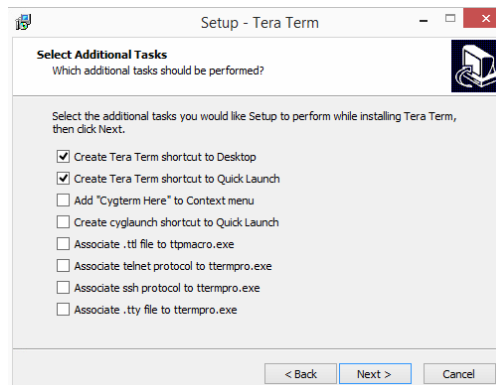 Setup - Tera Term
Select Additional Tasks
Which additional tasks should be performed?
Select the additional tasks you would like Setup to perform while installing Tera Term,
then click Next.
Create Tera Term shortcut to Desktop
Create Tera Term shortcut to Quick Launch
Add "Cygterm Here" to Context menu
Create cyglaunch shortcut to Quick Launch
Associate .ttl file to ttpmacro.exe
Associate telnet protocol to ttermpro.exe
Associate ssh protocol to ttermpro.exe
Associate .tty file to ttermpro.exe
< Back Next > Cancel